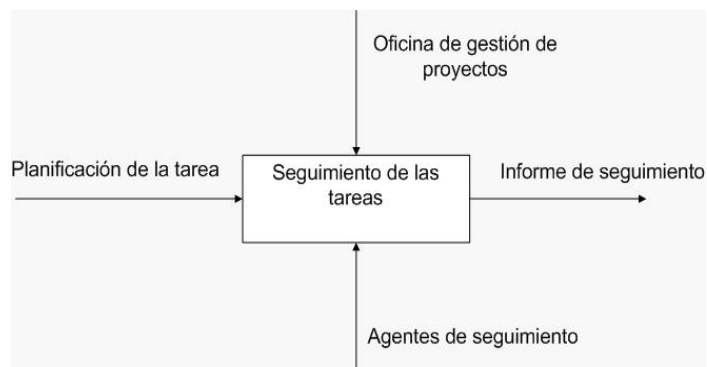 Oficina de gestión de
proyectos
Planificación de la tarea
Seguimiento de las
tareas
Informe de seguimiento
Agentes de seguimiento